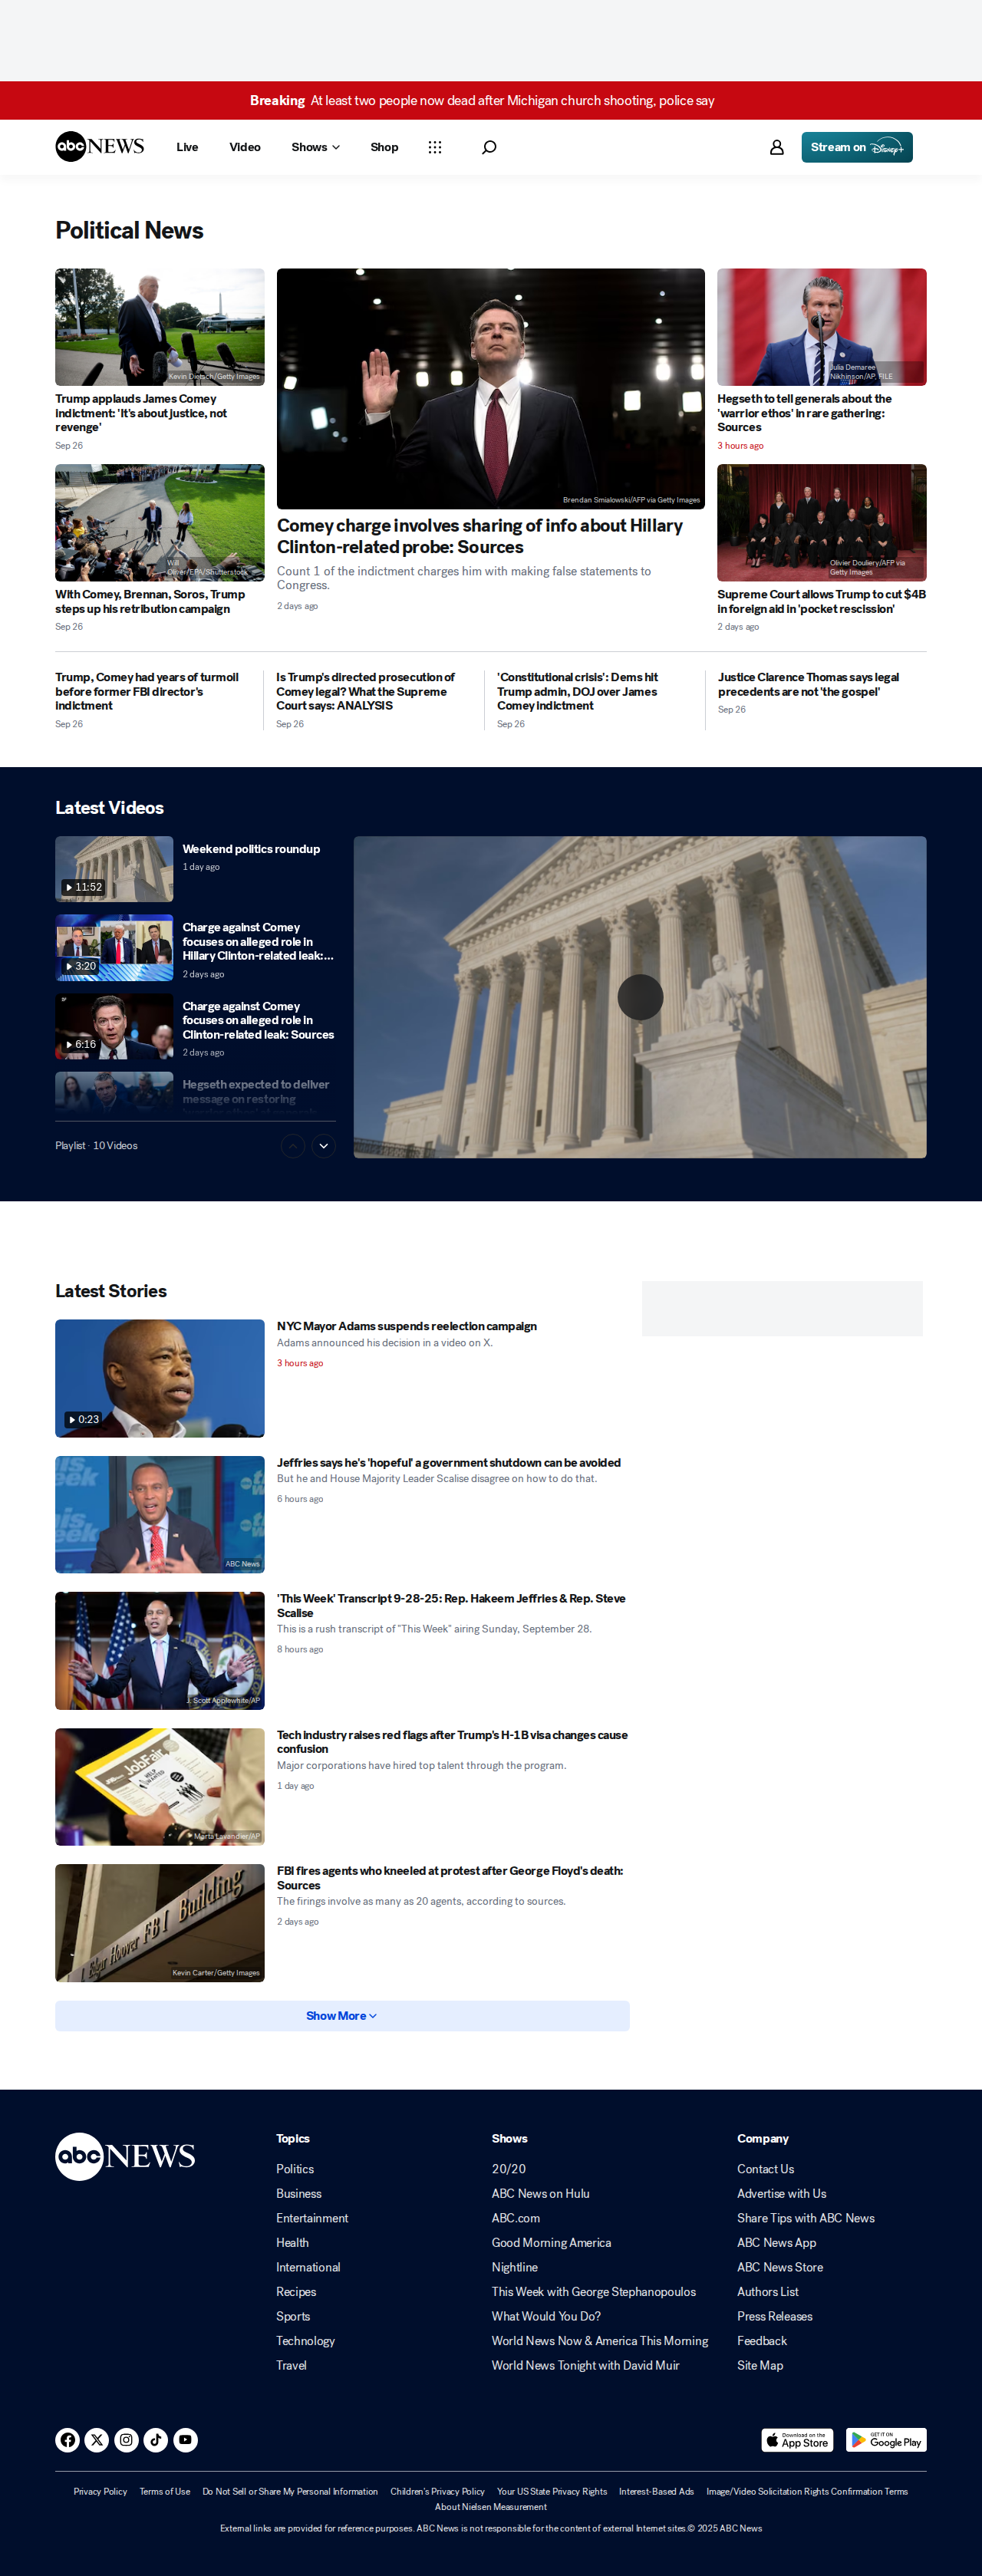 Breaking At least two people now dead after Michigan church shooting, police say
abc NEWS
Live
Video
Shows
Shop
Stream on Disney+
Political News
Kevin Dietsch/Getty Images
Trump applauds James Comey
indictment: 'It's about justice, not
revenge'
Sep 26
Will
Oliver/EPA/Shutterstock
With Comey, Brennan, Soros, Trump
steps up his retribution campaign
Sep 26
Brendan Smialowski/AFP via Getty Images
Comey charge involves sharing of info about Hillary
Clinton-related probe: Sources
Count 1 of the indictment charges him with making false statements to
Congress.
2 days ago
Julia Demaree
Nikhinson/AP, FILE
Hegseth to tell generals about the
'warrior ethos' in rare gathering:
Sources
3 hours ago
Olivier Douliery/AFP via
Getty Images
Supreme Court allows Trump to cut $4B
in foreign aid in 'pocket rescission'
2 days ago
Trump, Comey had years of turmoil
before former FBI director's
indictment
Sep 26
Is Trump's directed prosecution of
Comey legal? What the Supreme
Court says: ANALYSIS
Sep 26
'Constitutional crisis': Dems hit
Trump admin, DOJ over James
Comey indictment
Sep 26
Justice Clarence Thomas says legal
precedents are not 'the gospel'
Sep 26
Latest Videos
11:52
Weekend politics roundup
1 day ago
3:20
Charge against Comey
focuses on alleged role in
Hillary Clinton-related leak:...
2 days ago
6:16
Charge against Comey
focuses on alleged role in
Clinton-related leak: Sources
2 days ago
Hegseth expected to deliver
message on restoring
Playlist · 10 Videos
Latest Stories
0:23
NYC Mayor Adams suspends reelection campaign
Adams announced his decision in a video on X.
3 hours ago
this
week
ABC News
Jeffries says he's 'hopeful' a government shutdown can be avoided
But he and House Majority Leader Scalise disagree on how to do that.
6 hours ago
J. Scott Applewhite/AP
'This Week' Transcript 9-28-25: Rep. Hakeem Jeffries & Rep. Steve
Scalise
This is a rush transcript of "This Week" airing Sunday, September 28.
8 hours ago
JobFair
HELP
WANTED
Marta Lavandier/AP
Tech industry raises red flags after Trump's H-1B visa changes cause
confusion
Major corporations have hired top talent through the program.
1 day ago
J. Edgar Hoover FBI Building
Kevin Carter/Getty Images
FBI fires agents who kneeled at protest after George Floyd's death:
Sources
The firings involve as many as 20 agents, according to sources.
2 days ago
Show More
abc NEWS
Topics
Politics
Business
Entertainment
Health
International
Recipes
Sports
Technology
Travel
Shows
20/20
ABC News on Hulu
ABC.com
Good Morning America
Nightline
This Week with George Stephanopoulos
What Would You Do?
World News Now & America This Morning
World News Tonight with David Muir
Company
Contact Us
Advertise with Us
Share Tips with ABC News
ABC News App
ABC News Store
Authors List
Press Releases
Feedback
Site Map
Download on the
App Store
GET IT ON
Google Play
Privacy Policy Terms of Use Do Not Sell or Share My Personal Information Children's Privacy Policy Your US State Privacy Rights Interest-Based Ads Image/Video Solicitation Rights Confirmation Terms
About Nielsen Measurement
External links are provided for reference purposes. ABC News is not responsible for the content of external Internet sites.© 2025 ABC News